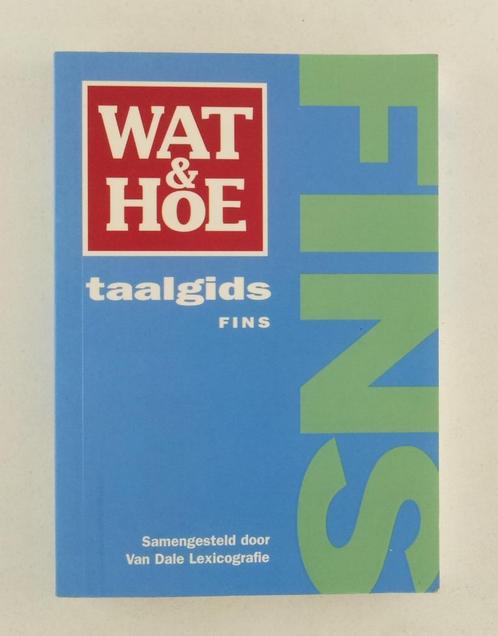 WAT
&
HOE
taalgids
FINS
Samengesteld door
Van Dale Lexicografie
FINS